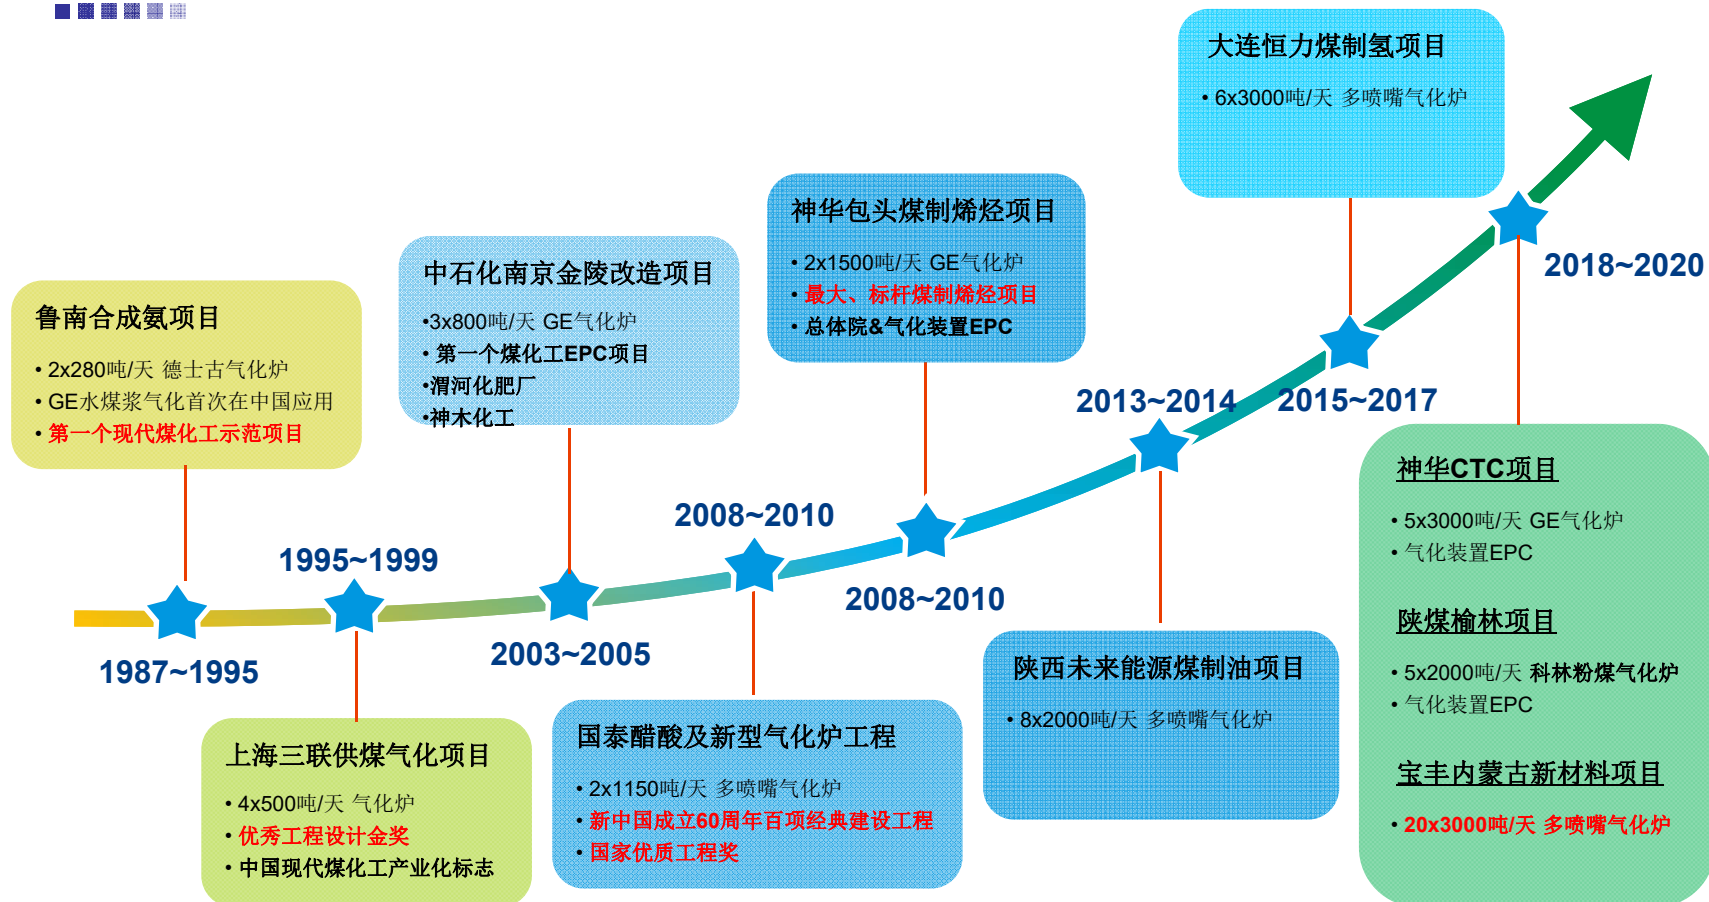 鲁南合成氨项目
• 2x280吨/天 德士古气化炉
• GE水煤浆气化首次在中国应用
• 第一个现代煤化工示范项目
1987~1995
1995~1999
上海三联供煤气化项目
• 4x500吨/天 气化炉
• 优秀工程设计金奖
• 中国现代煤化工产业化标志
中石化南京金陵改造项目
•3x800吨/天 GE气化炉
• 第一个煤化工EPC项目
•渭河化肥厂
•神木化工
2003~2005
2008~2010
国泰醋酸及新型气化炉工程
• 2x1150吨/天 多喷嘴气化炉
• 新中国成立60周年百项经典建设工程
• 国家优质工程奖
神华包头煤制烯烃项目
• 2x1500吨/天 GE气化炉
• 最大、标杆煤制烯烃项目
• 总体院&气化装置EPC
2008~2010
2013~2014
陕西未来能源煤制油项目
• 8x2000吨/天 多喷嘴气化炉
大连恒力煤制氢项目
• 6x3000吨/天 多喷嘴气化炉
2015~2017
2018~2020
神华CTC项目
• 5x3000吨/天 GE气化炉
• 气化装置EPC
陕煤榆林项目
• 5x2000吨/天 科林粉煤气化炉
• 气化装置EPC
宝丰内蒙古新材料项目
• 20x3000吨/天 多喷嘴气化炉